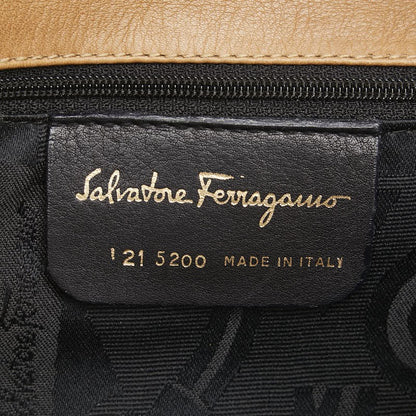 Salvatore Ferragamo
'21 5200 MADE IN ITALY